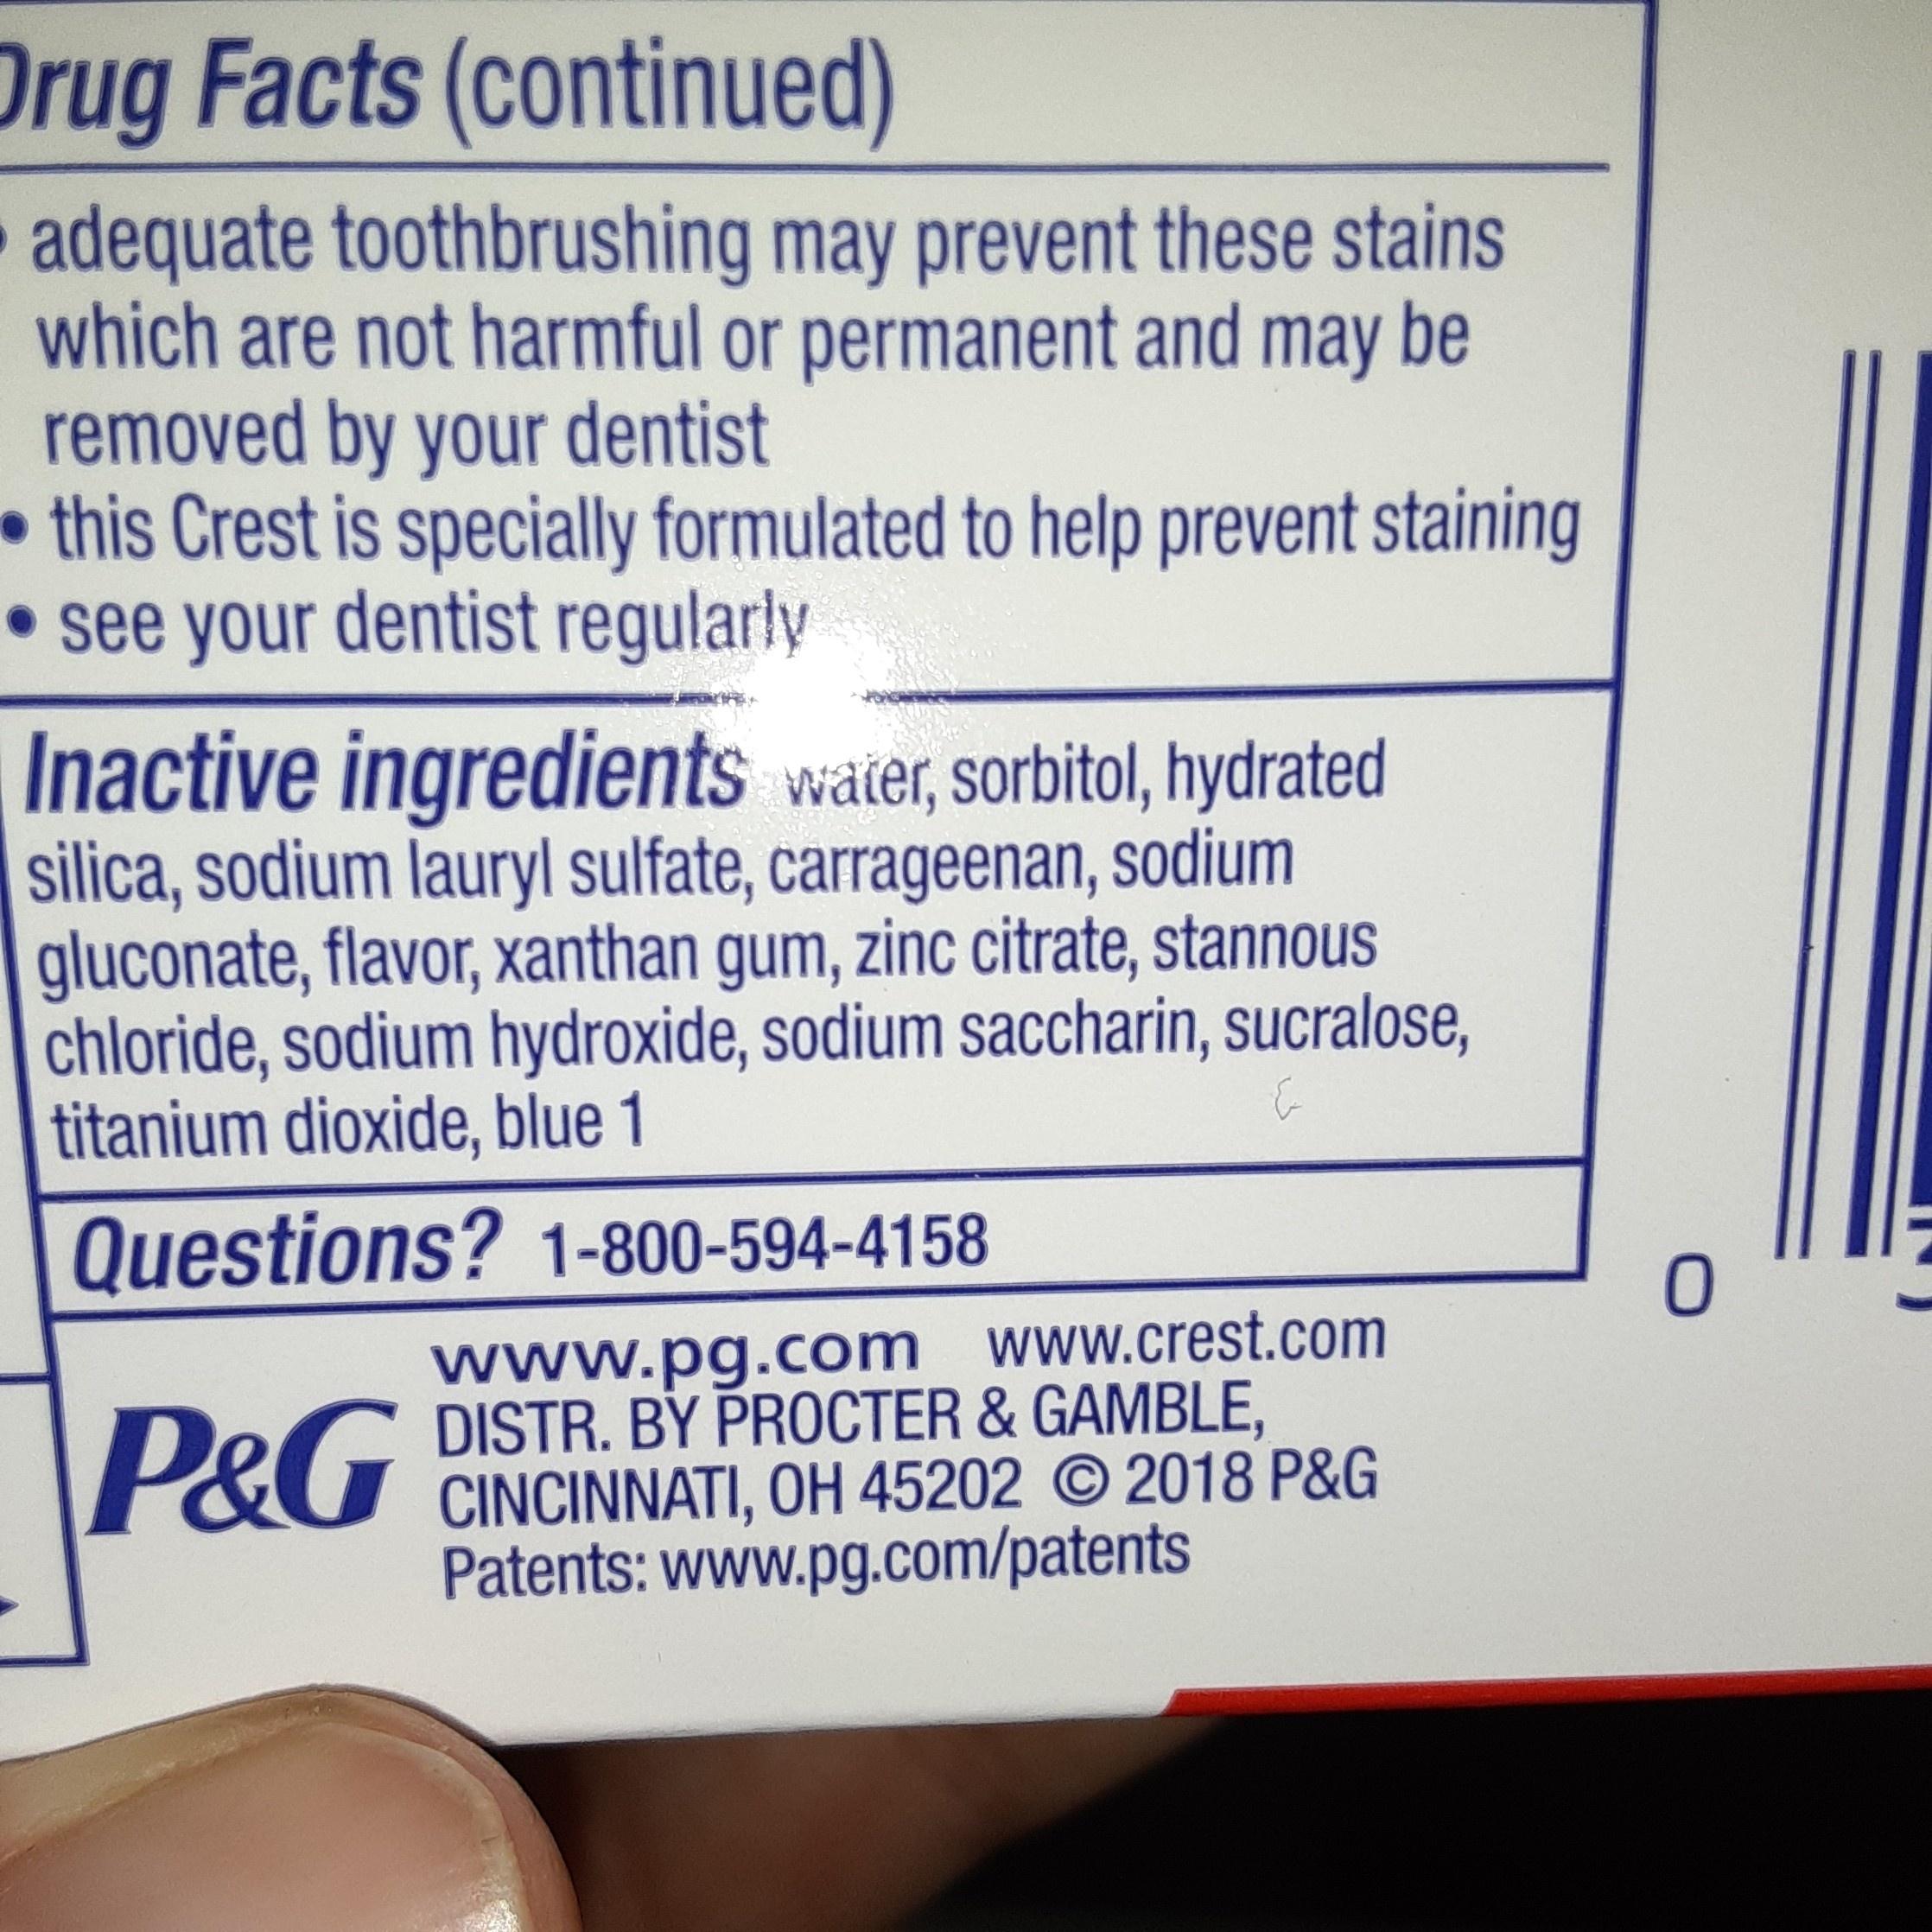 Drug Facts (continued)
• adequate toothbrushing may prevent these stains
which are not harmful or permanent and may be
removed by your dentist
• this Crest is specially formulated to help prevent staining
• see your dentist regularly
Inactive ingredients water, sorbitol, hydrated
silica, sodium lauryl sulfate, carrageenan, sodium
gluconate, flavor, xanthan gum, zinc citrate, stannous
chloride, sodium hydroxide, sodium saccharin, sucralose,
titanium dioxide, blue 1
Questions? 1-800-594-4158
www.pg.com www.crest.com
P&G
DISTR. BY PROCTER & GAMBLE,
CINCINNATI, OH 45202 © 2018 P&G
Patents: www.pg.com/patents
0